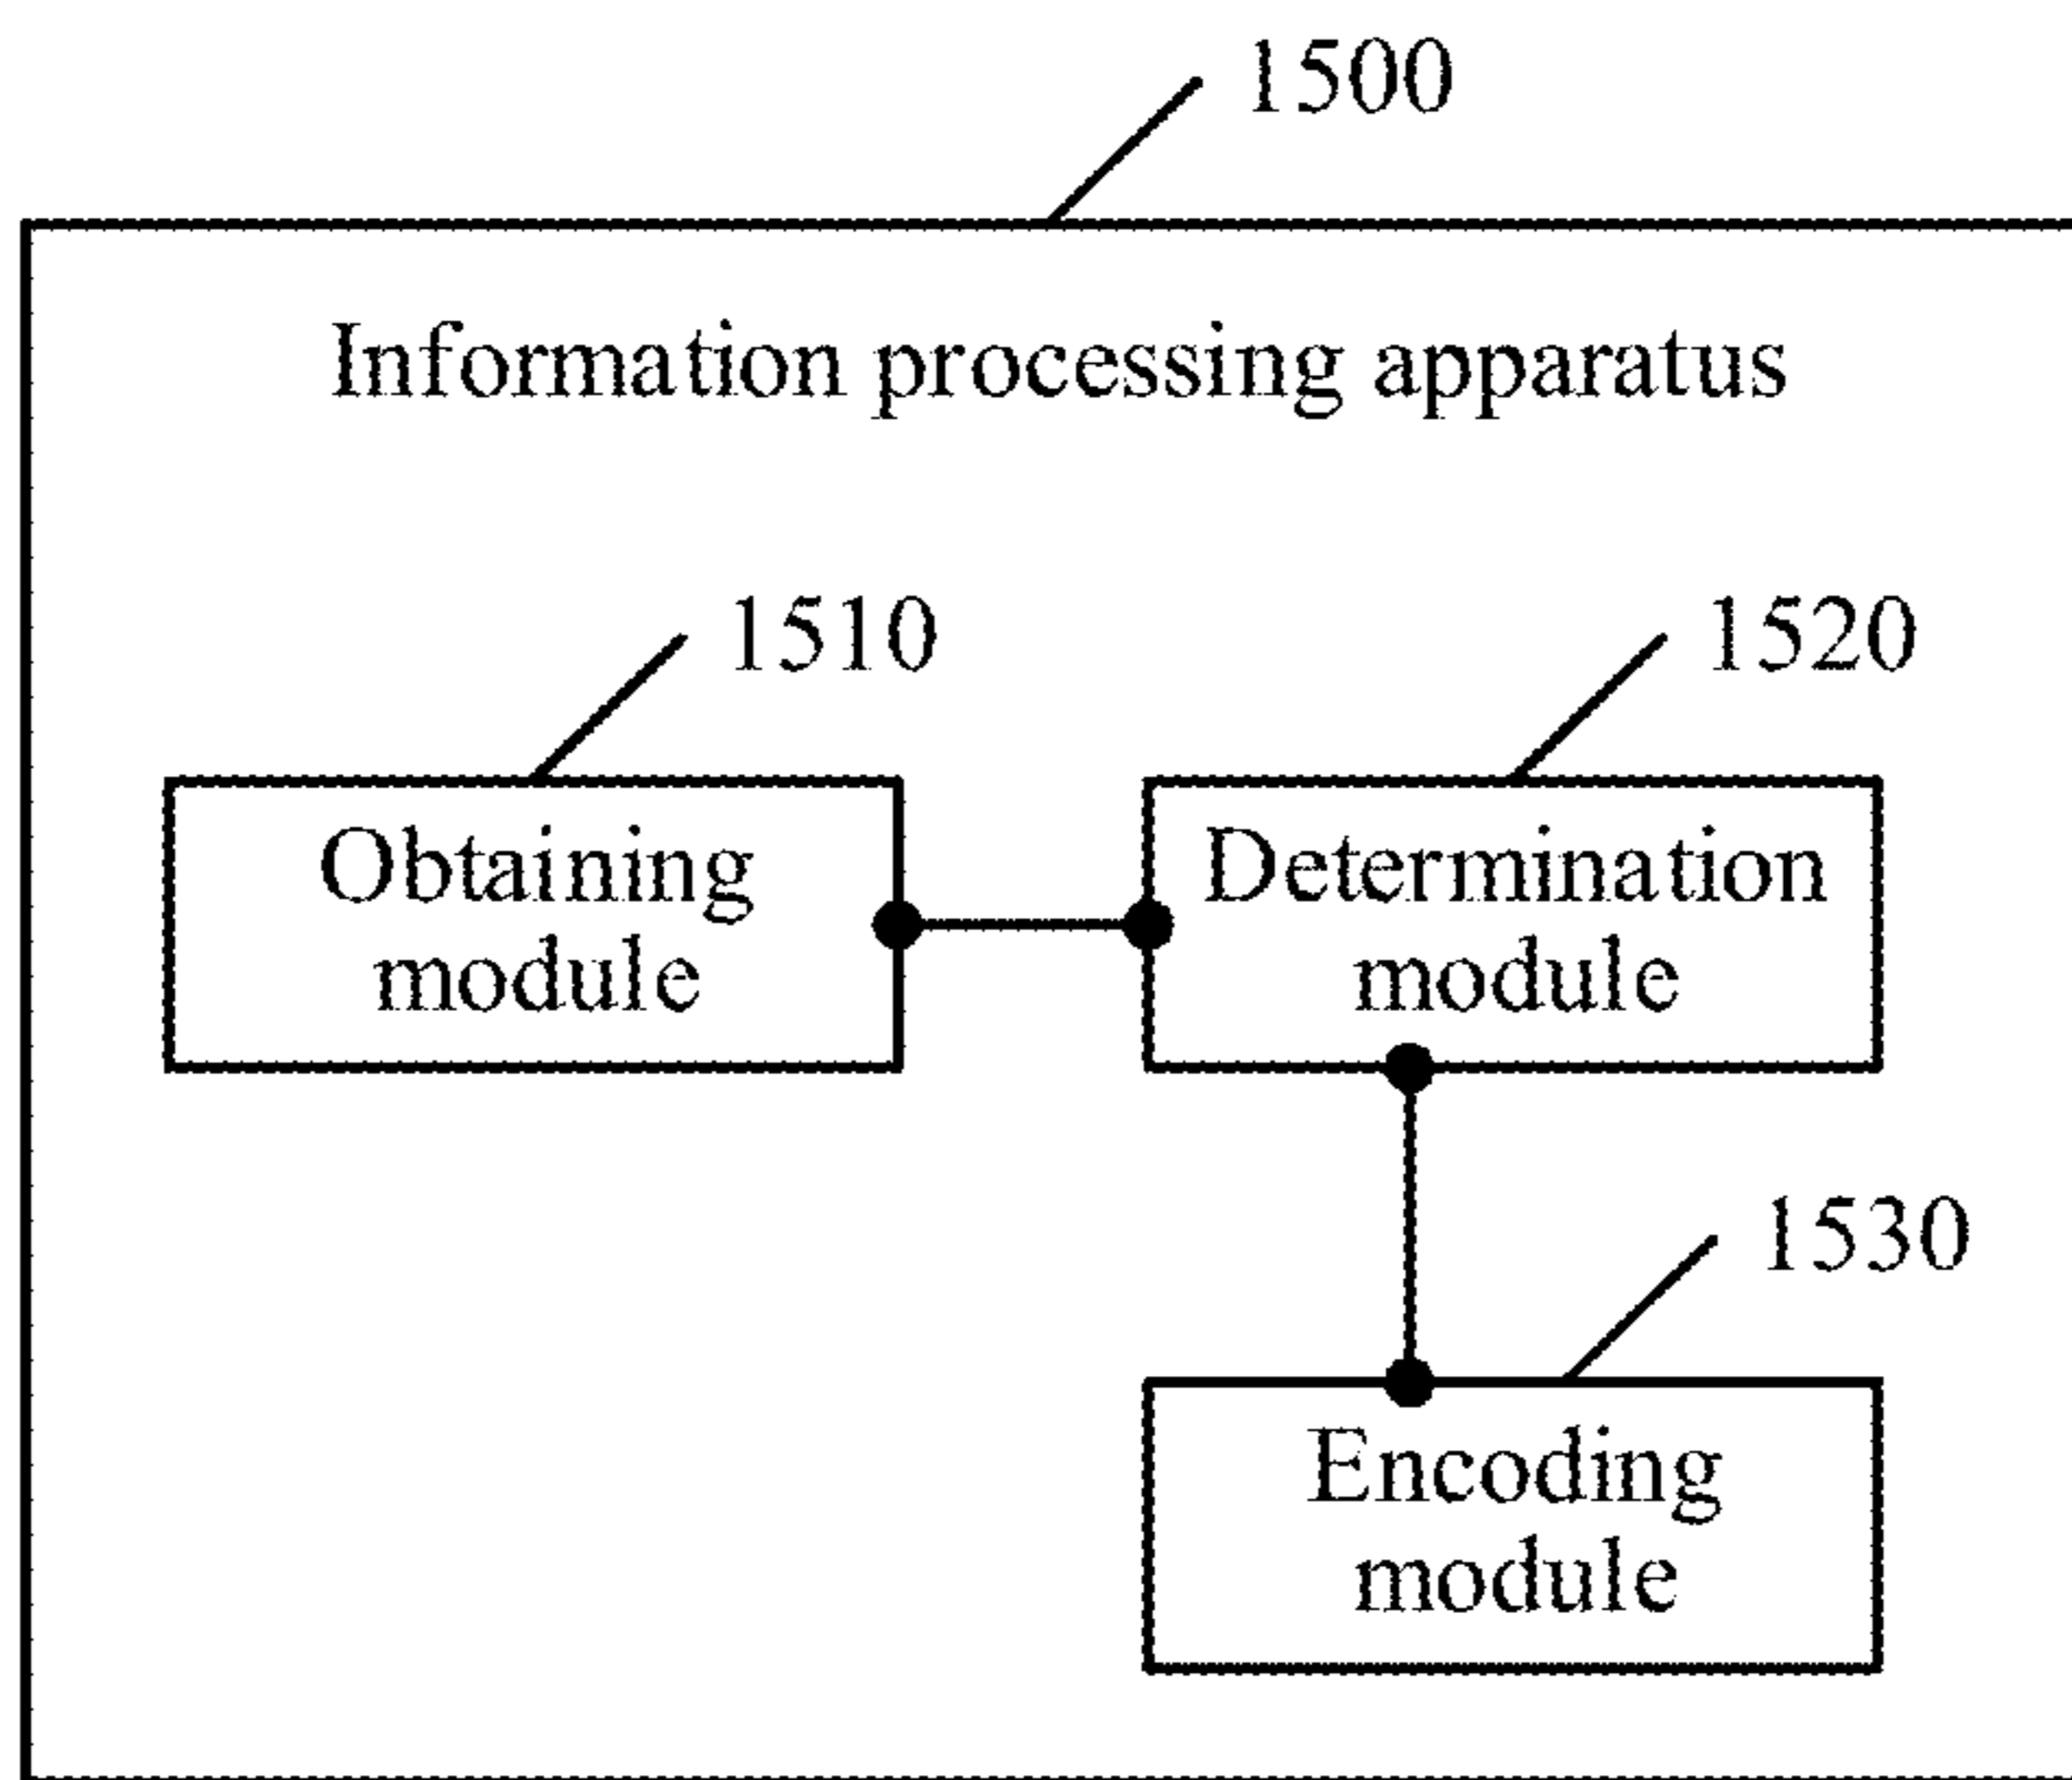 1500
Information processing apparatus
1510
1520
Obtaining
module
Determination
module
1530
Encoding
module